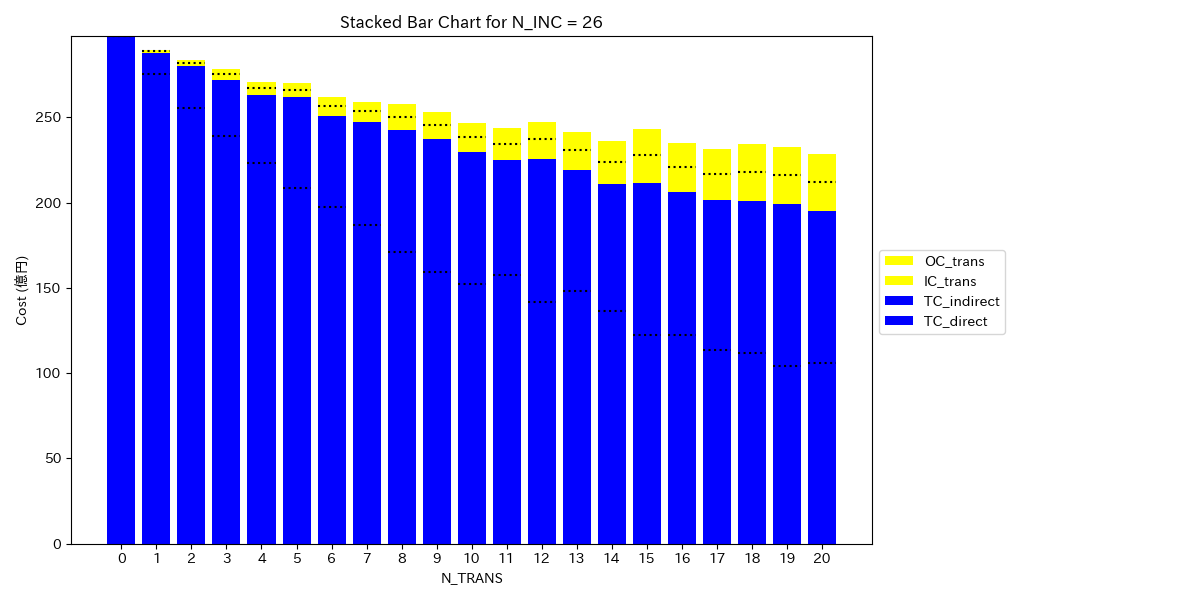 Stacked Bar Chart for N_INC = 26
Cost (億円)
250
200
150
100
50
0
0 1 2 3 4 5 6 7 8 9 10 11 12 13 14 15 16 17 18 19 20
N_TRANS
OC_trans
IC_trans
TC_indirect
TC_direct